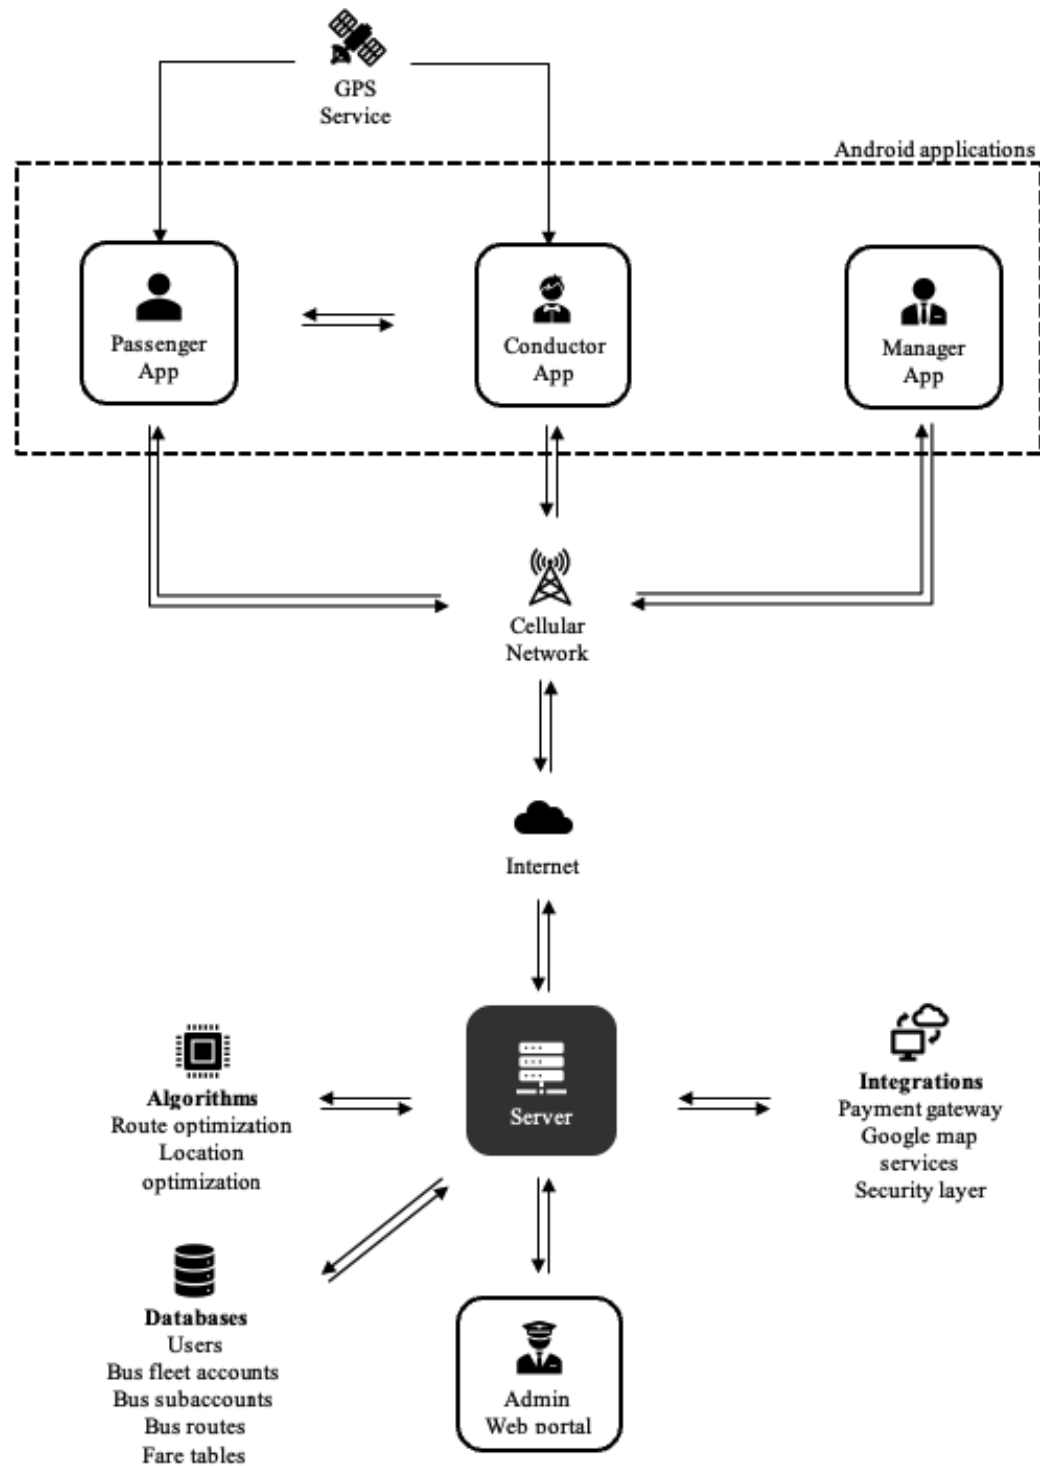 GPS
Service
Android applications
Passenger
App
Conductor
App
Manager
App
Cellular
Network
Internet
Server
Algorithms
Route optimization
Location
optimization
Integrations
Payment gateway
Google map
services
Security layer
Databases
Users
Bus fleet accounts
Bus subaccounts
Bus routes
Fare tables
Admin
Web portal